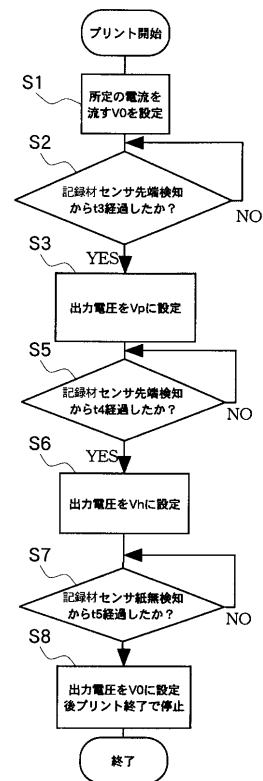 プリント開始
S1
所定の電流を
流すV0を設定
S2
記録材センサ先端検知
からt3経過したか？
NO
YES
S3
出力電圧をVpに設定
S5
記録材センサ先端検知
からt4経過したか？
NO
YES
S6
出力電圧をVhに設定
S7
記録材センサ紙無検知
からt5経過したか？
NO
S8
出力電圧をV0に設定
後プリント終了で停止
終了